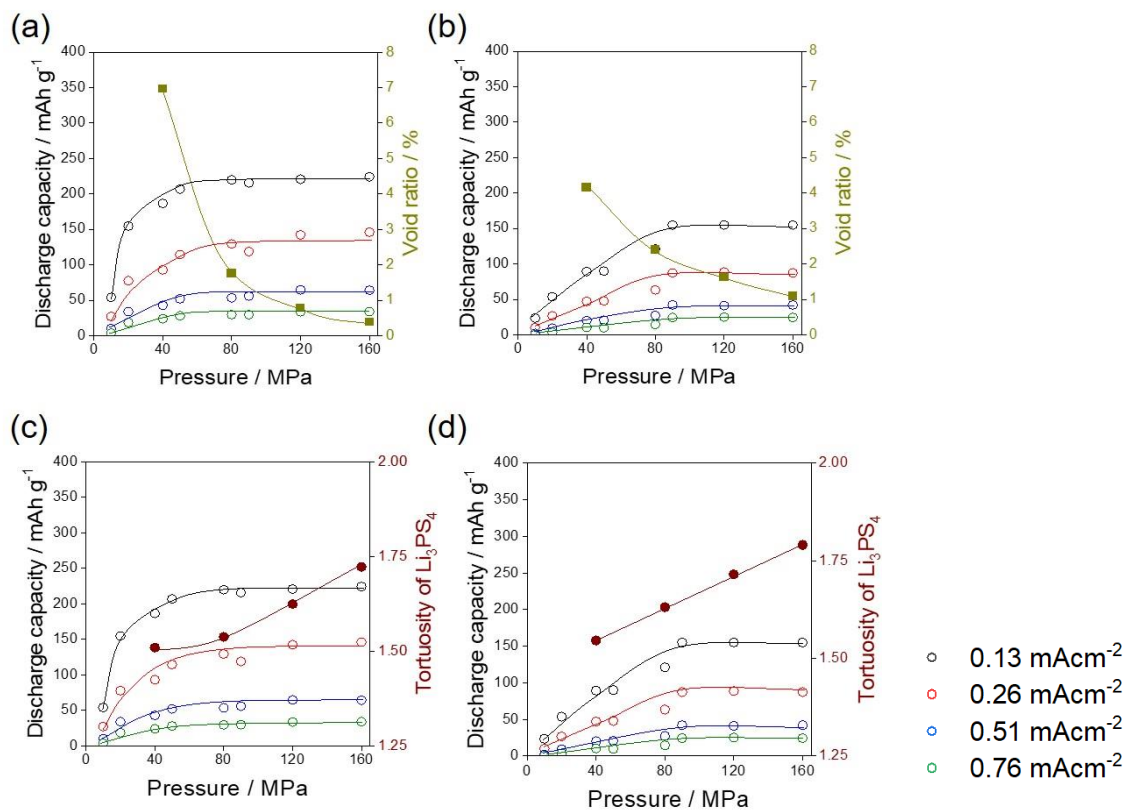 (a)
(b)
400
350
300
250
200
150
100
50
0
8
7
6
5
4
3
2
1
0
0 40 80 120 160
Discharge capacity / mAh g⁻¹
Void ratio / %
Pressure / MPa
400
350
300
250
200
150
100
50
0
8
7
6
5
4
3
2
1
0
0 40 80 120 160
Discharge capacity / mAh g⁻¹
Void ratio / %
Pressure / MPa
(c)
(d)
400
350
300
250
200
150
100
50
0
2.00
1.75
1.50
1.25
0 40 80 120 160
Discharge capacity / mAh g⁻¹
Tortuosity of Li₃PS₄
Pressure / MPa
400
350
300
250
200
150
100
50
0
2.00
1.75
1.50
1.25
0 40 80 120 160
Discharge capacity / mAh g⁻¹
Tortuosity of Li₃PS₄
Pressure / MPa
0.13 mAcm⁻²
0.26 mAcm⁻²
0.51 mAcm⁻²
0.76 mAcm⁻²